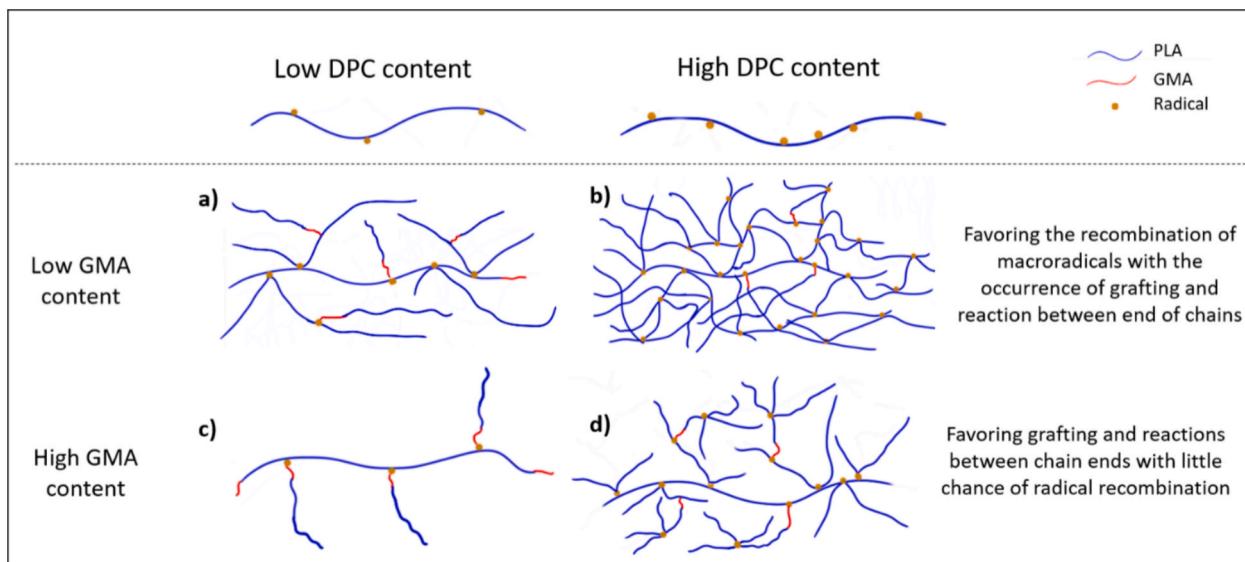 Low DPC content
High DPC content
PLA
GMA
Radical
a)
b)
Low GMA
content
Favoring the recombination of
macroradicals with the
occurrence of grafting and
reaction between end of chains
c)
d)
High GMA
content
Favoring grafting and reactions
between chain ends with little
chance of radical recombination